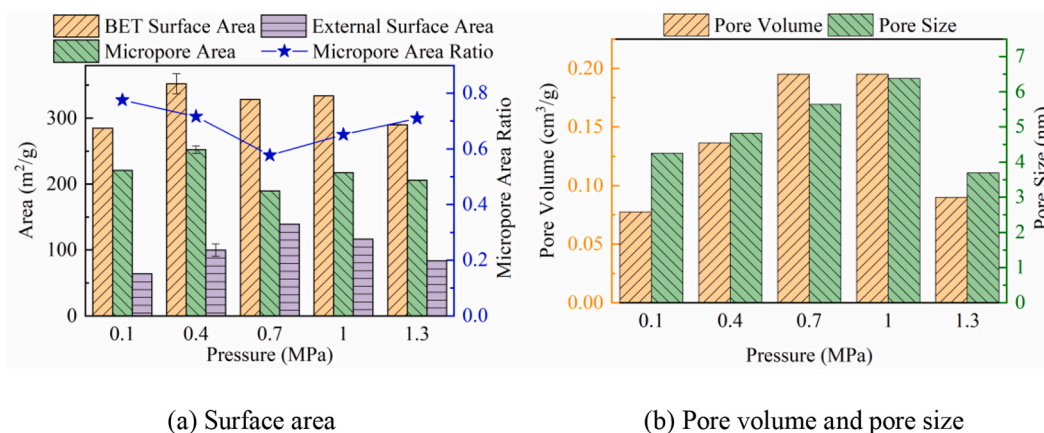 BET Surface Area External Surface Area
Micropore Area Micropore Area Ratio
Area (m²/g)
300
200
100
0
0.8
0.6
0.4
0.2
0.0
Micropore Area Ratio
0.1 0.4 0.7 1 1.3
Pressure (MPa)
(a) Surface area
Pore Volume Pore Size
Pore Volume (cm³/g)
0.20
0.15
0.10
0.05
0.00
7
6
5
4
3
2
1
0
Pore Size (nm)
0.1 0.4 0.7 1 1.3
Pressure (MPa)
(b) Pore volume and pore size